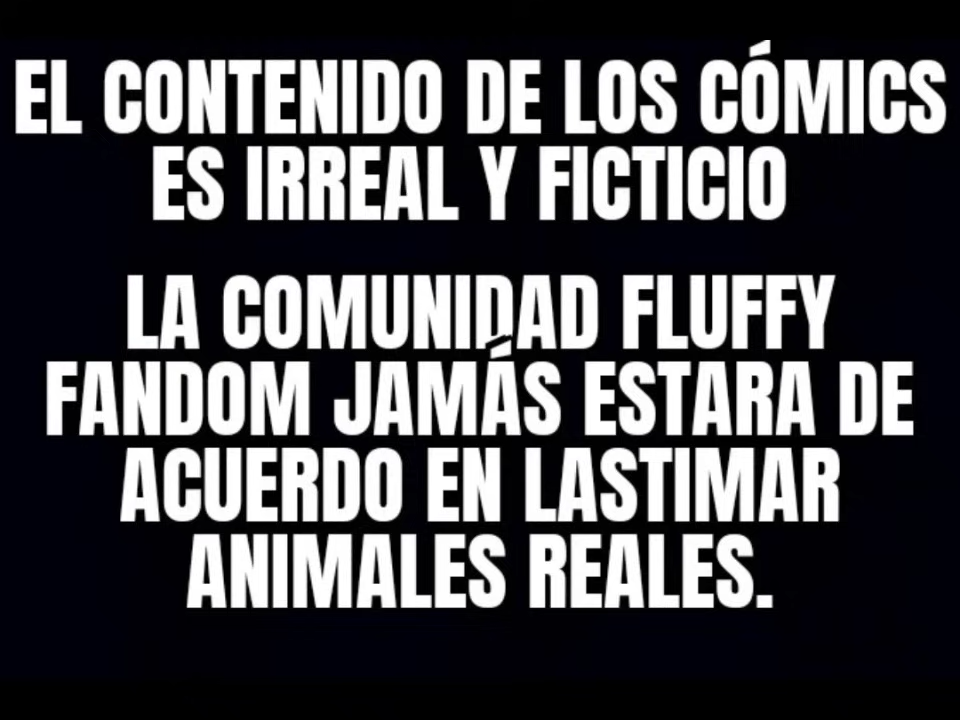 EL CONTENIDO DE LOS CÓMICS
ES IRREAL Y FICTICIO
LA COMUNIDAD FLUFFY
FANDOM JAMÁS ESTARA DE
ACUERDO EN LASTIMAR
ANIMALES REALES.